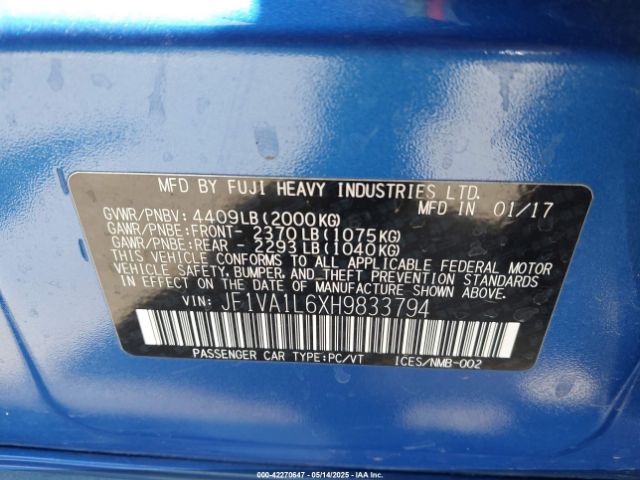 MFD BY FUJI HEAVY INDUSTRIES LTD.
GVWR/PNBV: 4409LB(2000KG) MFD IN 01/17
GAWR/PNBE:FRONT- 2370LB(1075KG)
GAWR/PNBE:REAR - 2293LB(1040KG)
THIS VEHICLE CONFORMS TO ALL APPLICABLE FEDERAL MOTOR
VEHICLE SAFETY, BUMPER, AND THEFT PREVENTION STANDARDS
IN EFFECT ON THE DATE OF MANUFACTURE SHOWN ABOVE.
VIN: JF1VA1L6XH9833794
PASSENGER CAR TYPE:PC/VT ICES/NMB-002
000-42270647 - 05/14/2025 - IAAI.COM